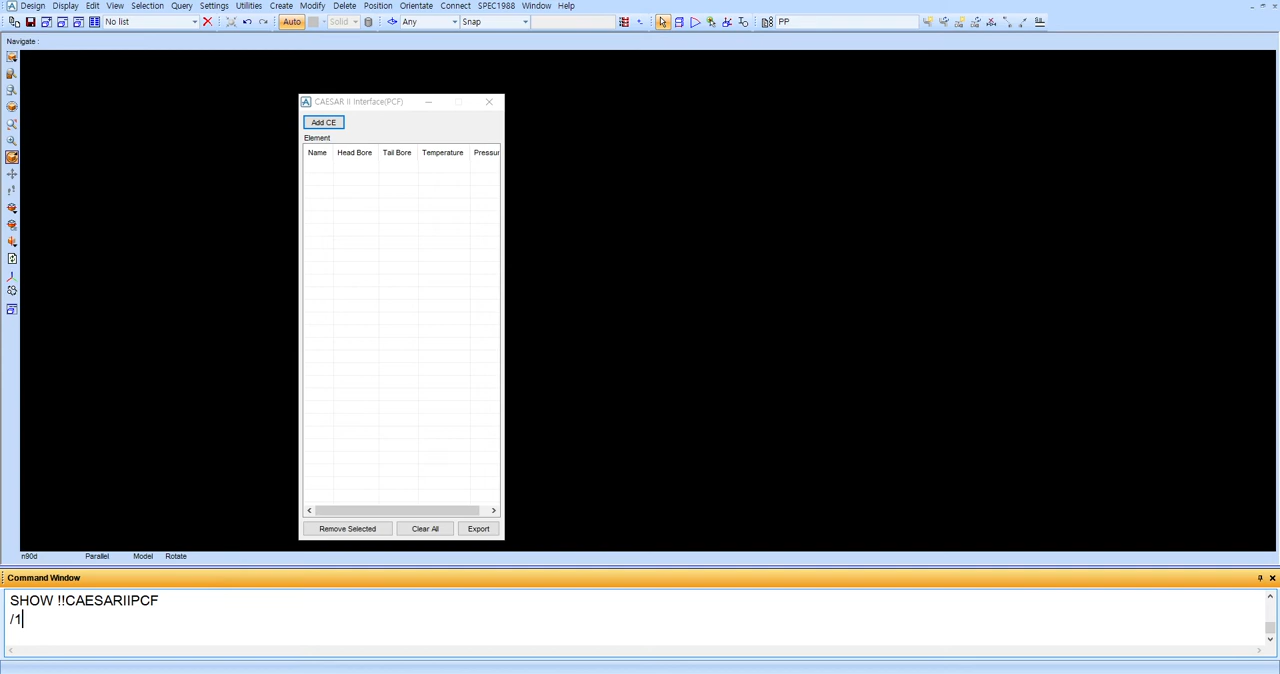 Design Display Edit View Selection Query Settings Utilities Create Modify Delete Position Orientate Connect SPEC1988 Window Help
No list Auto Solid Any Snap PP
Navigate :
CAESAR II Interface(PCF)
Add CE
Element
Name Head Bore Tail Bore Temperature Pressur
Remove Selected Clear All Export
n90d Parallel Model Rotate
Command Window
SHOW !!CAESARIIPCF
/1